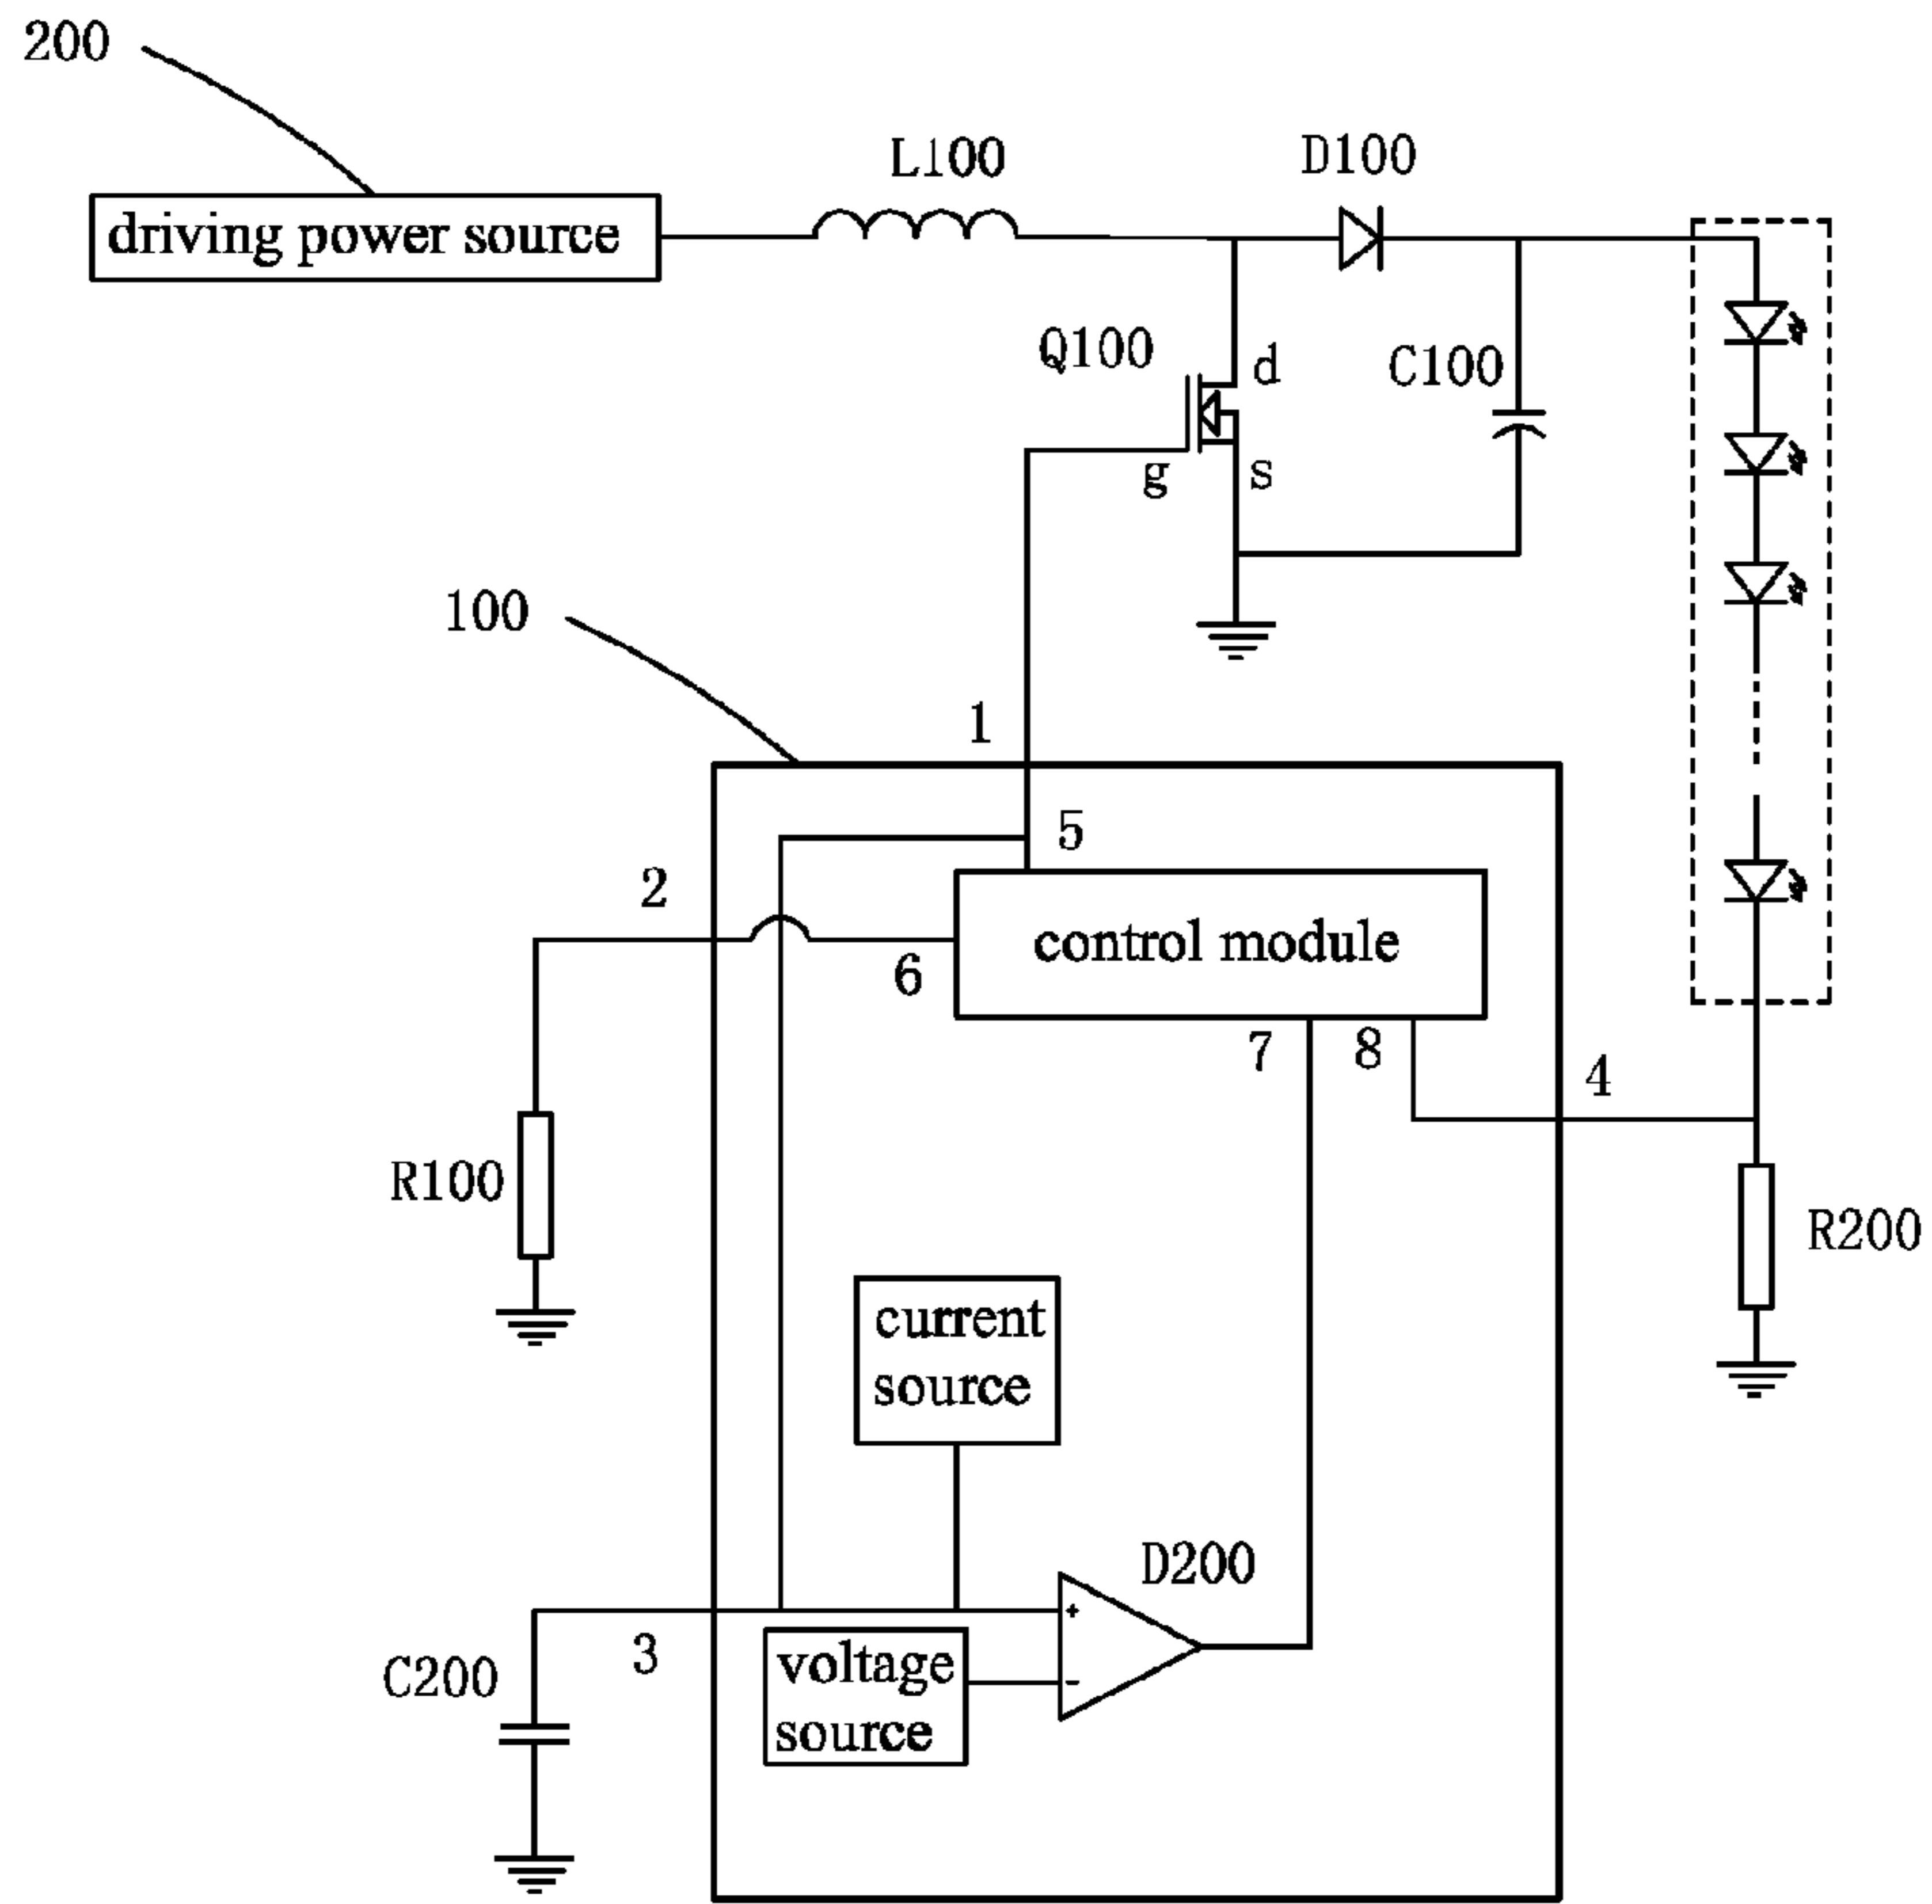 200
L100
D100
driving power source
Q100
d
C100
g
s
100
1
5
2
control module
6
7
8
4
R100
R200
current
source
D200
+
3
voltage
C200
-
source